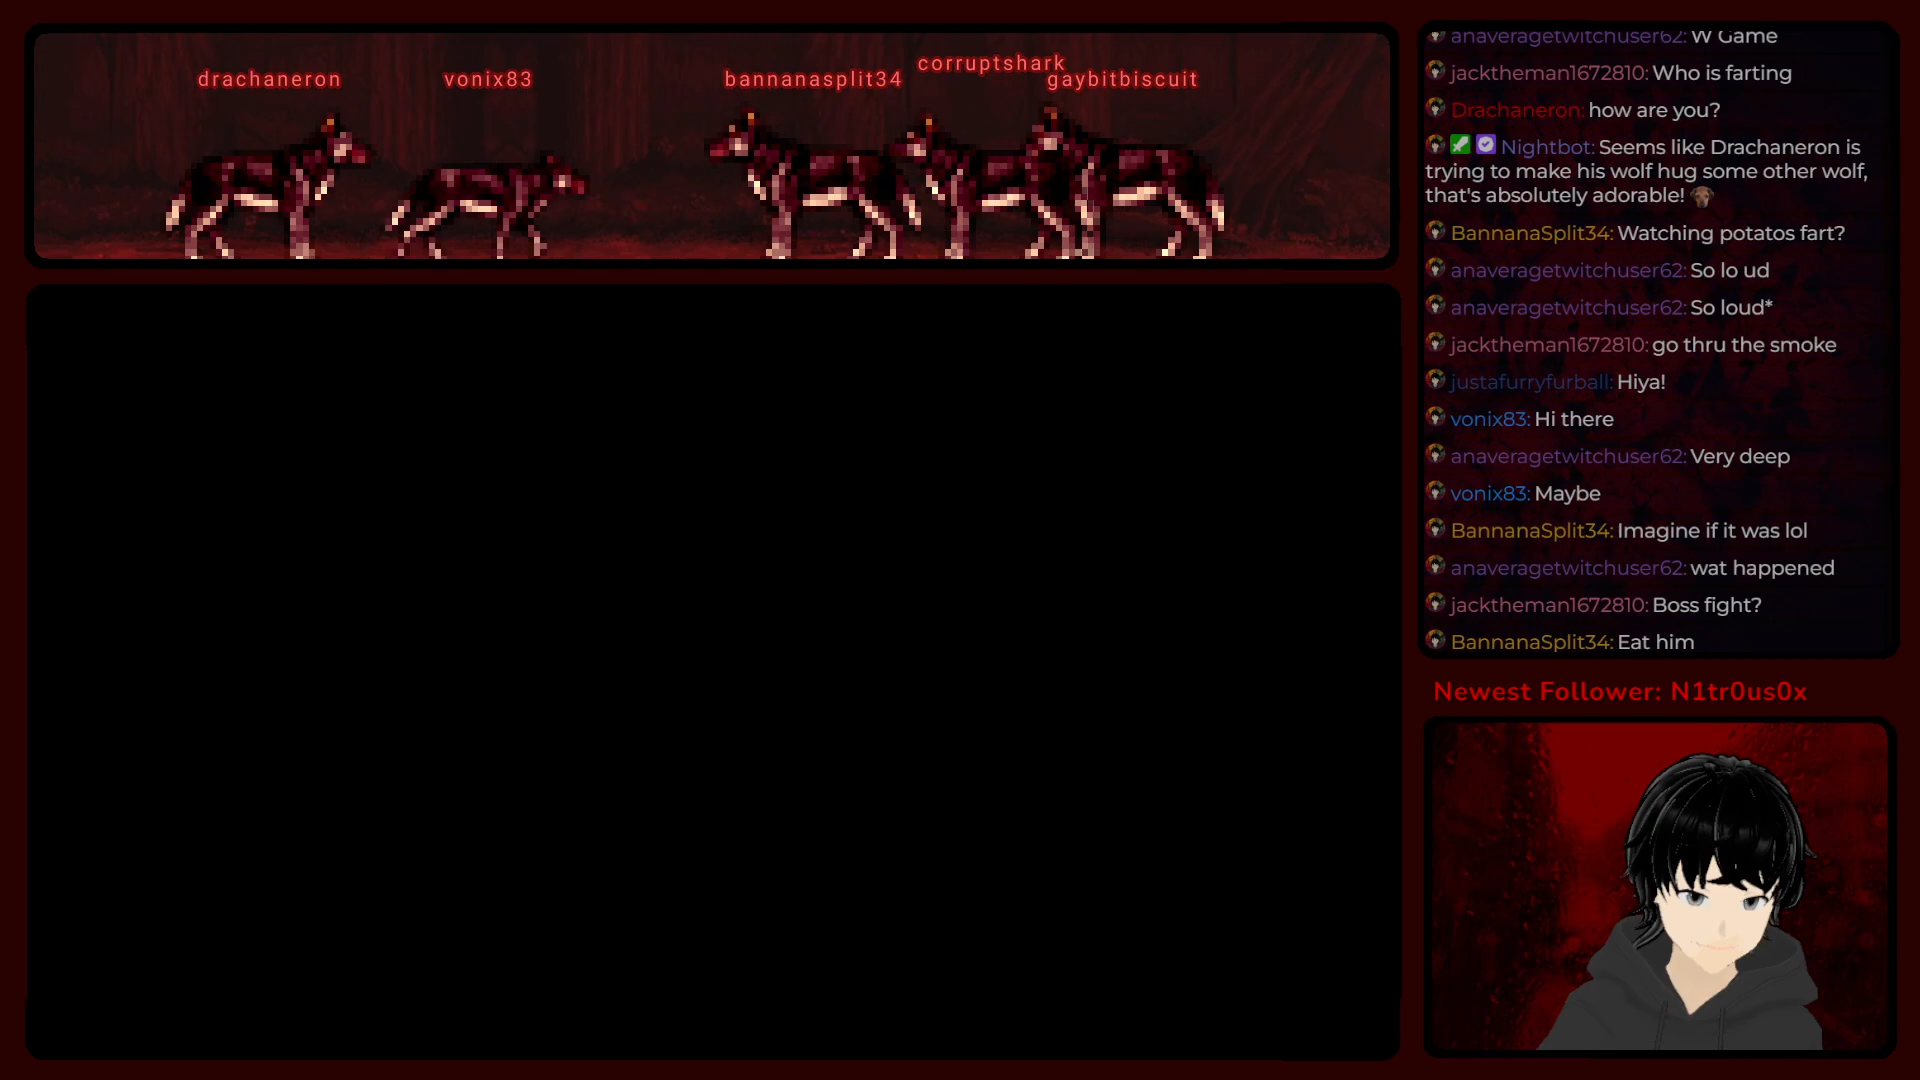 drachaneron
vonix83
bannanasplit34
corruptshark
gaybitbiscuit
anaveragetwitchuser62: W Game
jacktheman1672810: Who is farting
Drachaneron: how are you?
Nightbot: Seems like Drachaneron is
trying to make his wolf hug some other wolf,
that's absolutely adorable!
BannanaSplit34: Watching potatos fart?
anaveragetwitchuser62: So lo ud
anaveragetwitchuser62: So loud*
jacktheman1672810: go thru the smoke
justafurryfurball: Hiya!
vonix83: Hi there
anaveragetwitchuser62: Very deep
vonix83: Maybe
BannanaSplit34: Imagine if it was lol
anaveragetwitchuser62: wat happened
jacktheman1672810: Boss fight?
BannanaSplit34: Eat him
Newest Follower: N1tr0us0x